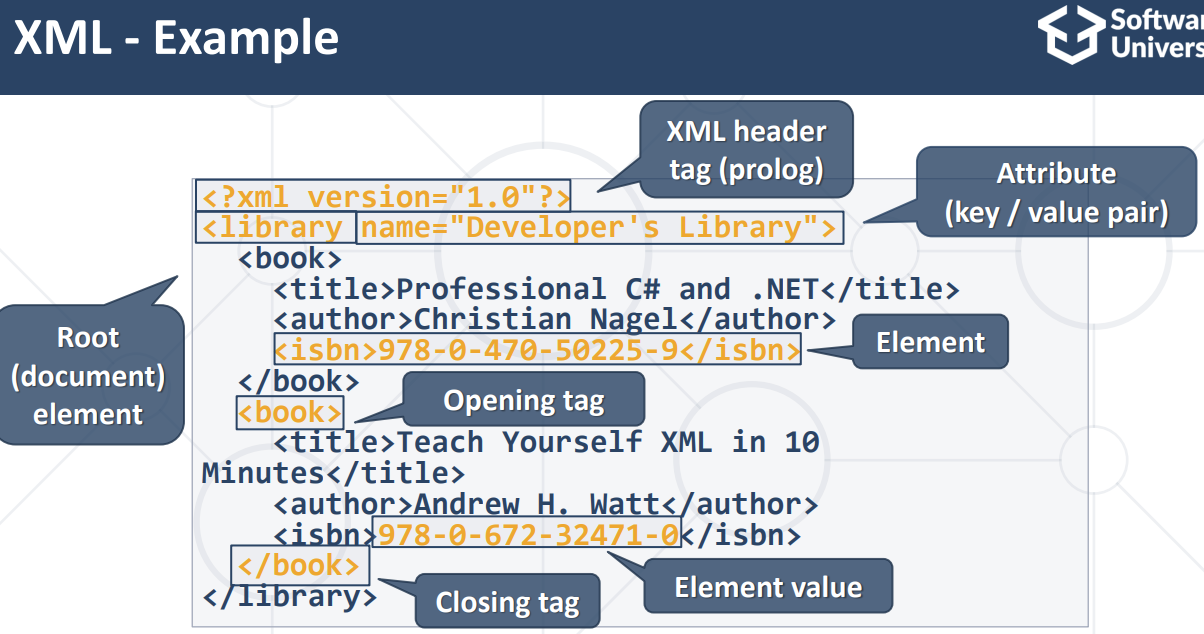 XML - Example
Softwar
Univers
XML header
tag (prolog)
Attribute
(key / value pair)
<?xml version="1.0"?>
<library name="Developer's Library">
<book>
<title>Professional C# and .NET</title>
<author>Christian Nagel</author>
<isbn>978-0-470-50225-9</isbn>
</book>
<book>
<title>Teach Yourself XML in 10
Minutes</title>
<author>Andrew H. Watt</author>
<isbn>978-0-672-32471-0</isbn>
</book>
</library>
Root
(document)
element
Element
Opening tag
Element value
Closing tag